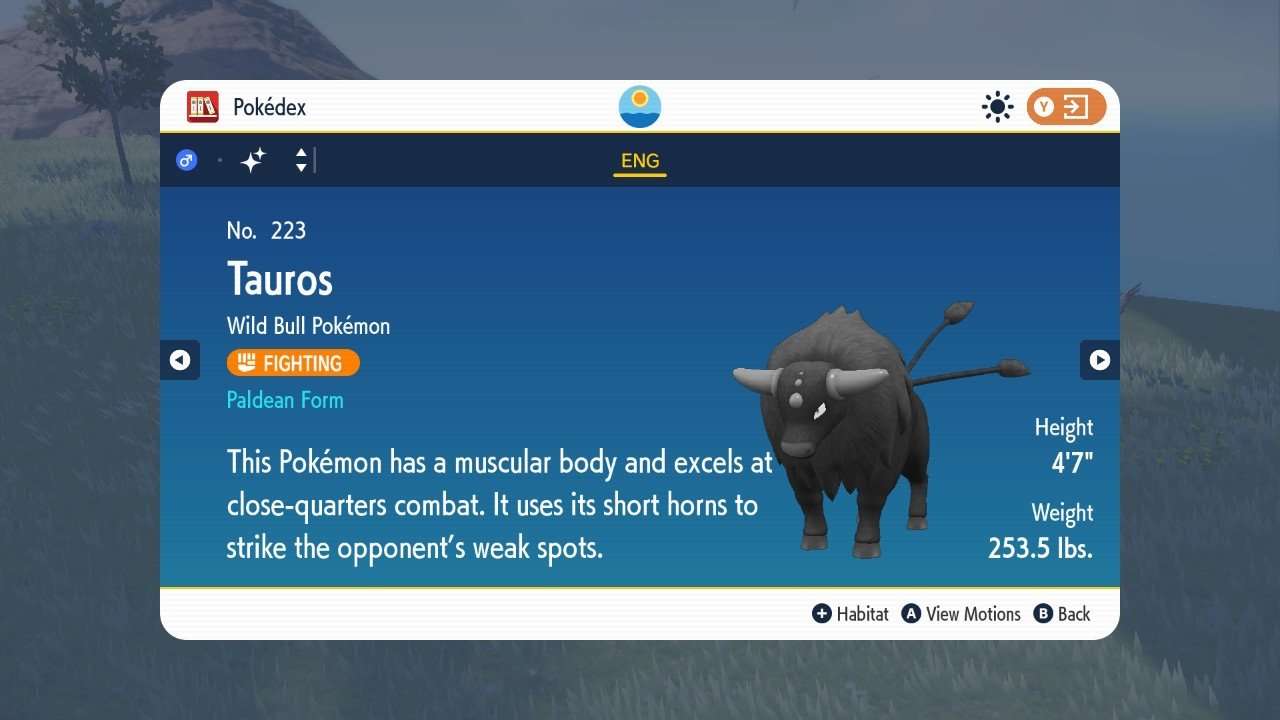 Pokédex
Y
ENG
No. 223
Tauros
Wild Bull Pokémon
FIGHTING
Paldean Form
This Pokémon has a muscular body and excels at
close-quarters combat. It uses its short horns to
strike the opponent's weak spots.
Height
4'7"
Weight
253.5 lbs.
+ Habitat A View Motions B Back